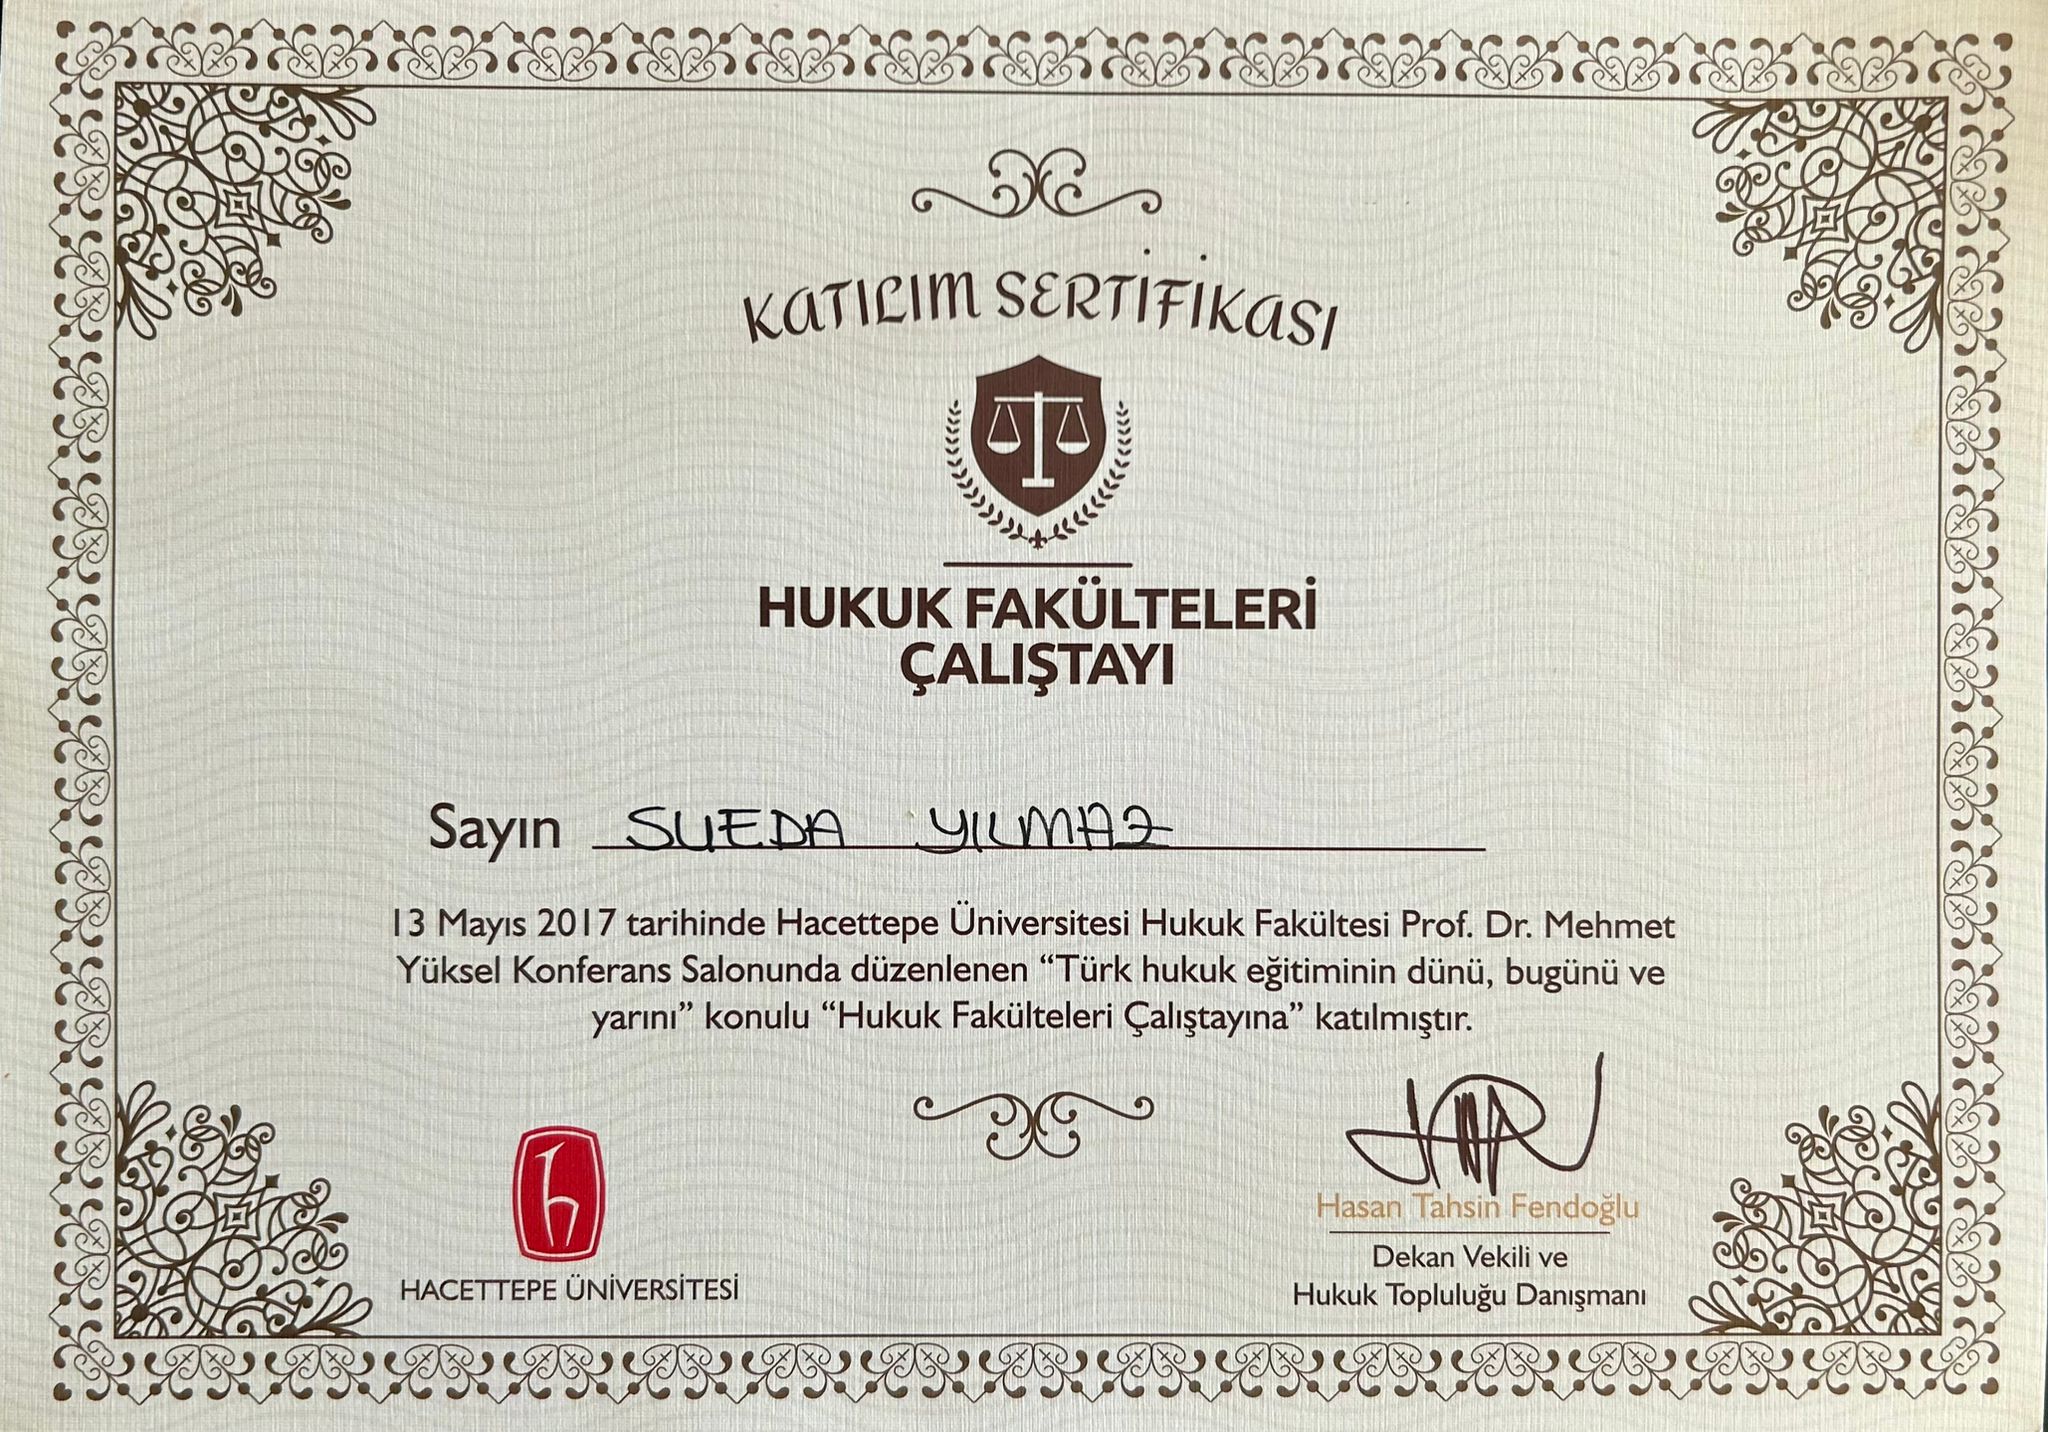 KATILIM SERTİFİKASI
HUKUK FAKÜLTELERİ
ÇALIŞTAYI
Sayın SUEDA YILMAZ
13 Mayıs 2017 tarihinde Hacettepe Üniversitesi Hukuk Fakültesi Prof. Dr. Mehmet
Yüksel Konferans Salonunda düzenlenen “Türk hukuk eğitiminin dünü, bugünü ve
yarını” konulu “Hukuk Fakülteleri Çalıştayına” katılmıştır.
HACETTEPE ÜNİVERSİTESİ
Hasan Tahsin Fendoğlu
Dekan Vekili ve
Hukuk Topluluğu Danışmanı